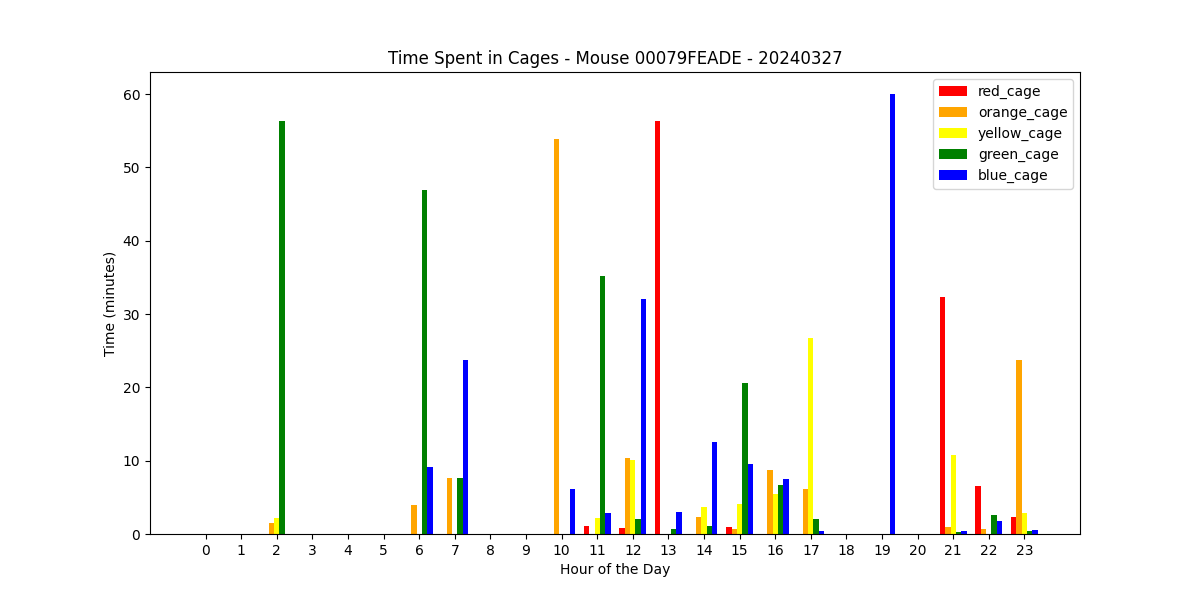 Time Spent in Cages - Mouse 00079FEADE - 20240327
red_cage
orange_cage
yellow_cage
green_cage
blue_cage
60
50
40
30
20
10
0
Time (minutes)
0 1 2 3 4 5 6 7 8 9 10 11 12 13 14 15 16 17 18 19 20 21 22 23
Hour of the Day